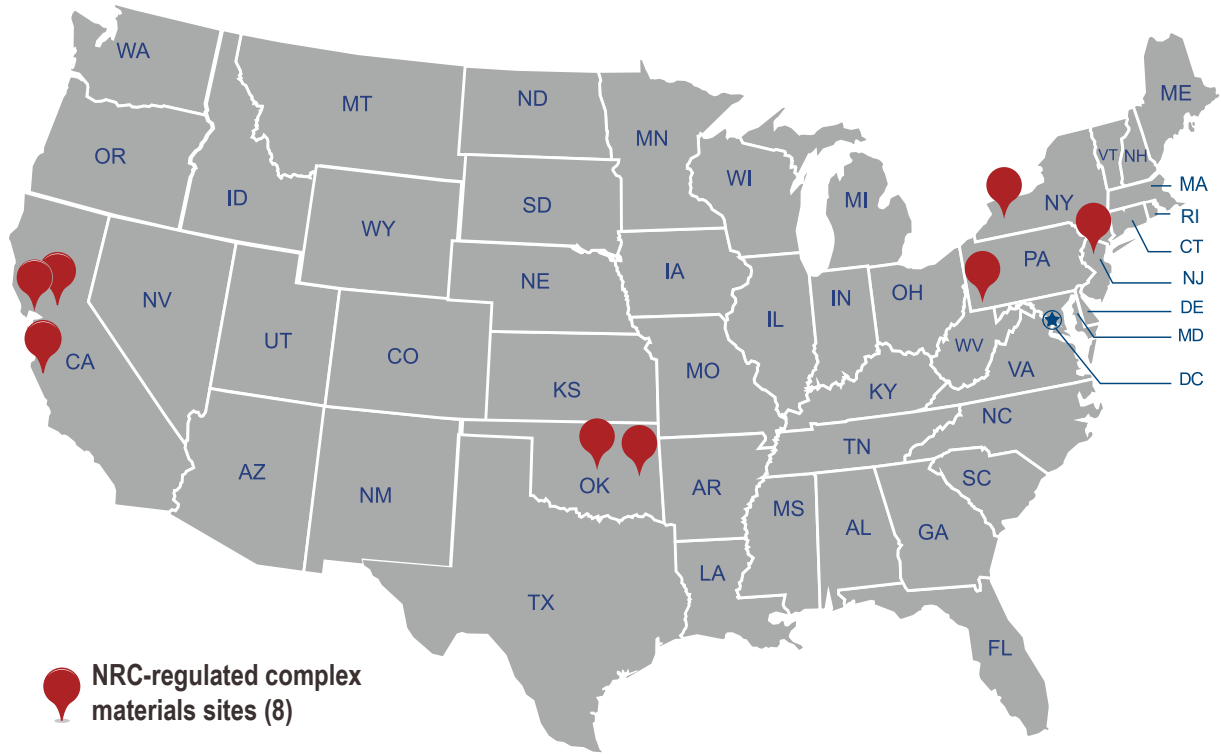 WA
MT
ND
MN
ME
OR
ID
SD
WI
MI
VT
NH
NY
MA
RI
WY
CT
PA
NJ
NV
NE
IA
OH
IN
IL
DE
MD
UT
CO
CA
WV
VA
DC
KS
MO
KY
NC
TN
AZ
NM
OK
AR
SC
MS
AL
GA
LA
TX
FL
NRC-regulated complex
materials sites (8)